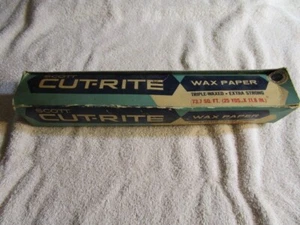 CUT-RITE
WAX PAPER
TRIPLE-WAXED • EXTRA STRONG
CUT-RITE
WAX PAPER